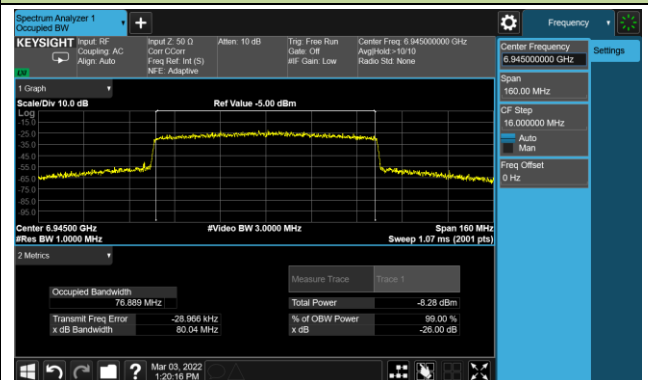 Spectrum Analyzer 1
Occupied BW
Frequency
KEYSIGHT
Input: RF
Coupling: AC
Align: Auto
Input Z: 50 Ω
Corr CCorr
Freq Ref: Int (S)
NFE: Adaptive
Atten: 10 dB
Trig: Free Run
Gate: Off
#IF Gain: Low
Center Freq: 6.945000000 GHz
Avg|Hold:>10/10
Radio Std: None
LXI
Center Frequency
6.945000000 GHz
Settings
Span
160.00 MHz
CF Step
16.000000 MHz
Auto
Man
Freq Offset
0 Hz
1 Graph
Scale/Div 10.0 dB
Ref Value -5.00 dBm
Log
-15.0
-25.0
-35.0
-45.0
-55.0
-65.0
-75.0
-85.0
-95.0
Center 6.94500 GHz
#Video BW 3.0000 MHz
Span 160 MHz
#Res BW 1.0000 MHz
Sweep 1.07 ms (2001 pts)
2 Metrics
Measure Trace
Trace 1
Occupied Bandwidth
76.889 MHz
Total Power
-8.28 dBm
Transmit Freq Error
-28.966 kHz
% of OBW Power
99.00 %
x dB Bandwidth
80.04 MHz
x dB
-26.00 dB
?
Mar 03, 2022
1:20:16 PM